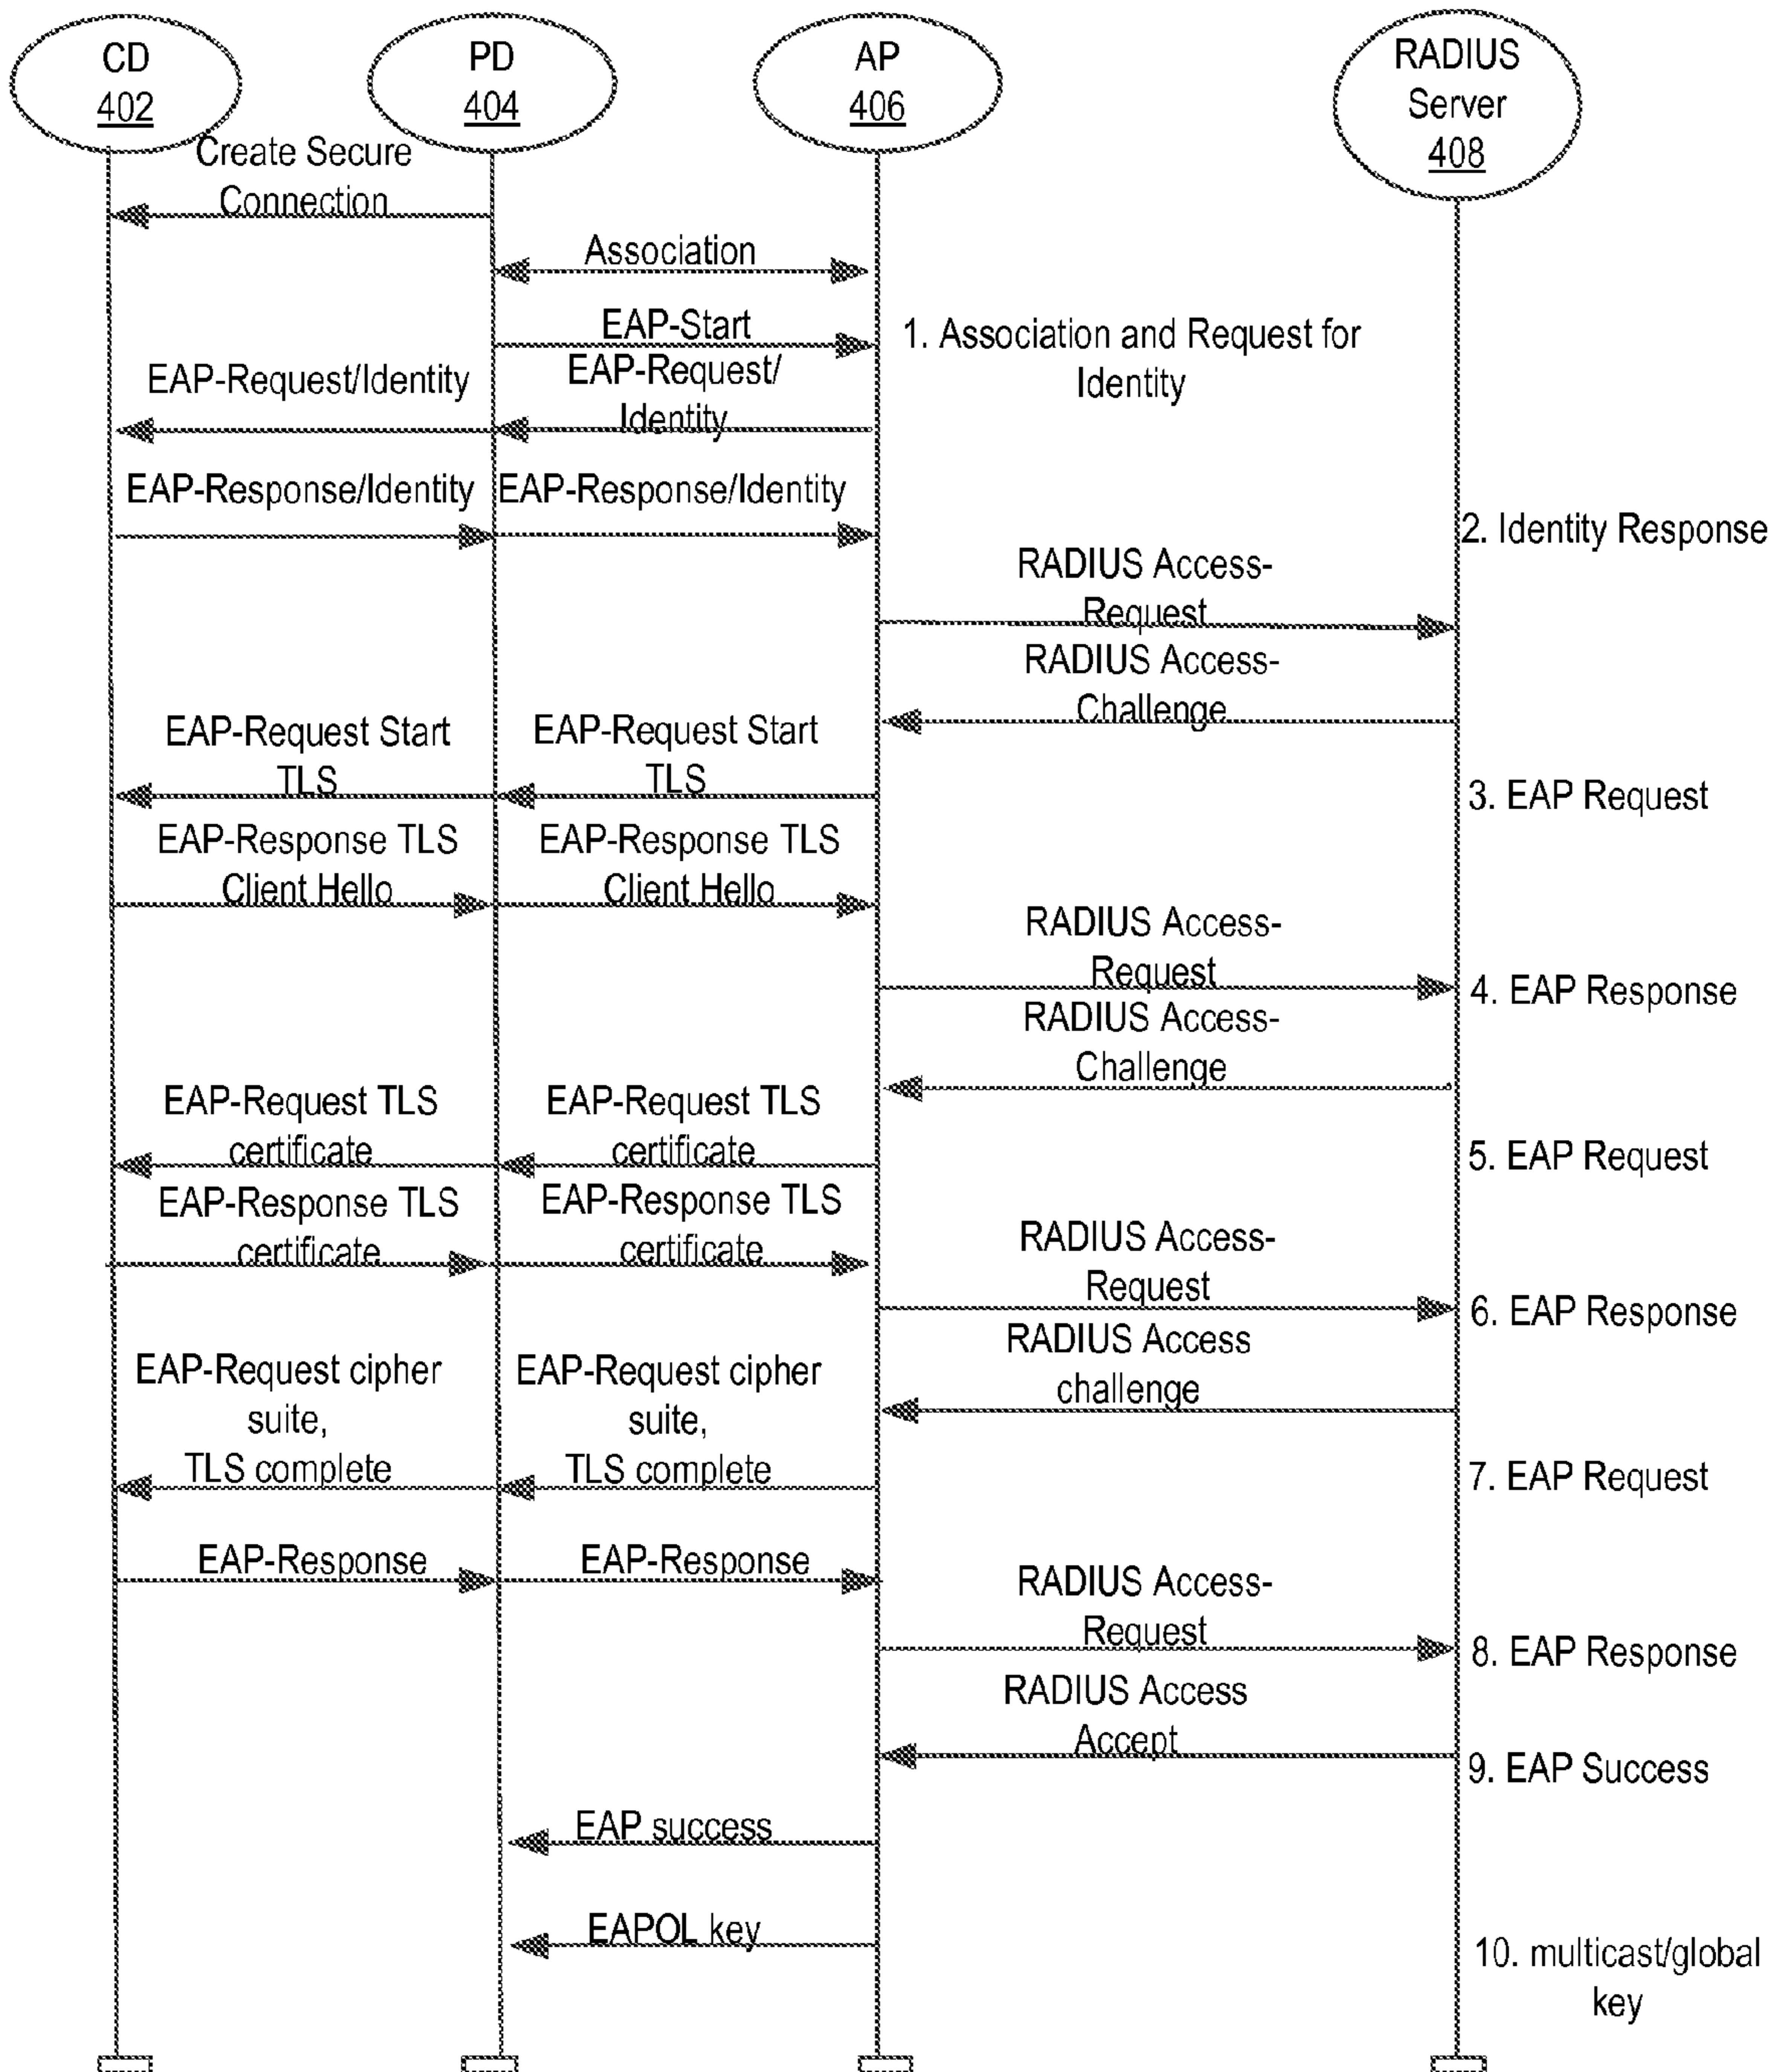 CD
402
PD
404
AP
406
RADIUS
Server
408
Create Secure
Connection
Association
EAP-Start
1. Association and Request for
Identity
EAP-Request/Identity
EAP-Request/
Identity
EAP-Response/Identity
EAP-Response/Identity
2. Identity Response
RADIUS Access-
Request
RADIUS Access-
Challenge
EAP-Request Start
TLS
EAP-Request Start
TLS
3. EAP Request
EAP-Response TLS
Client Hello
EAP-Response TLS
Client Hello
RADIUS Access-
Request
4. EAP Response
RADIUS Access-
Challenge
EAP-Request TLS
certificate
EAP-Request TLS
certificate
5. EAP Request
EAP-Response TLS
certificate
EAP-Response TLS
certificate
RADIUS Access-
Request
6. EAP Response
RADIUS Access
challenge
EAP-Request cipher
suite,
TLS complete
EAP-Request cipher
suite,
TLS complete
7. EAP Request
EAP-Response
EAP-Response
RADIUS Access-
Request
8. EAP Response
RADIUS Access
Accept
9. EAP Success
EAP success
EAPOL key
10. multicast/global
key